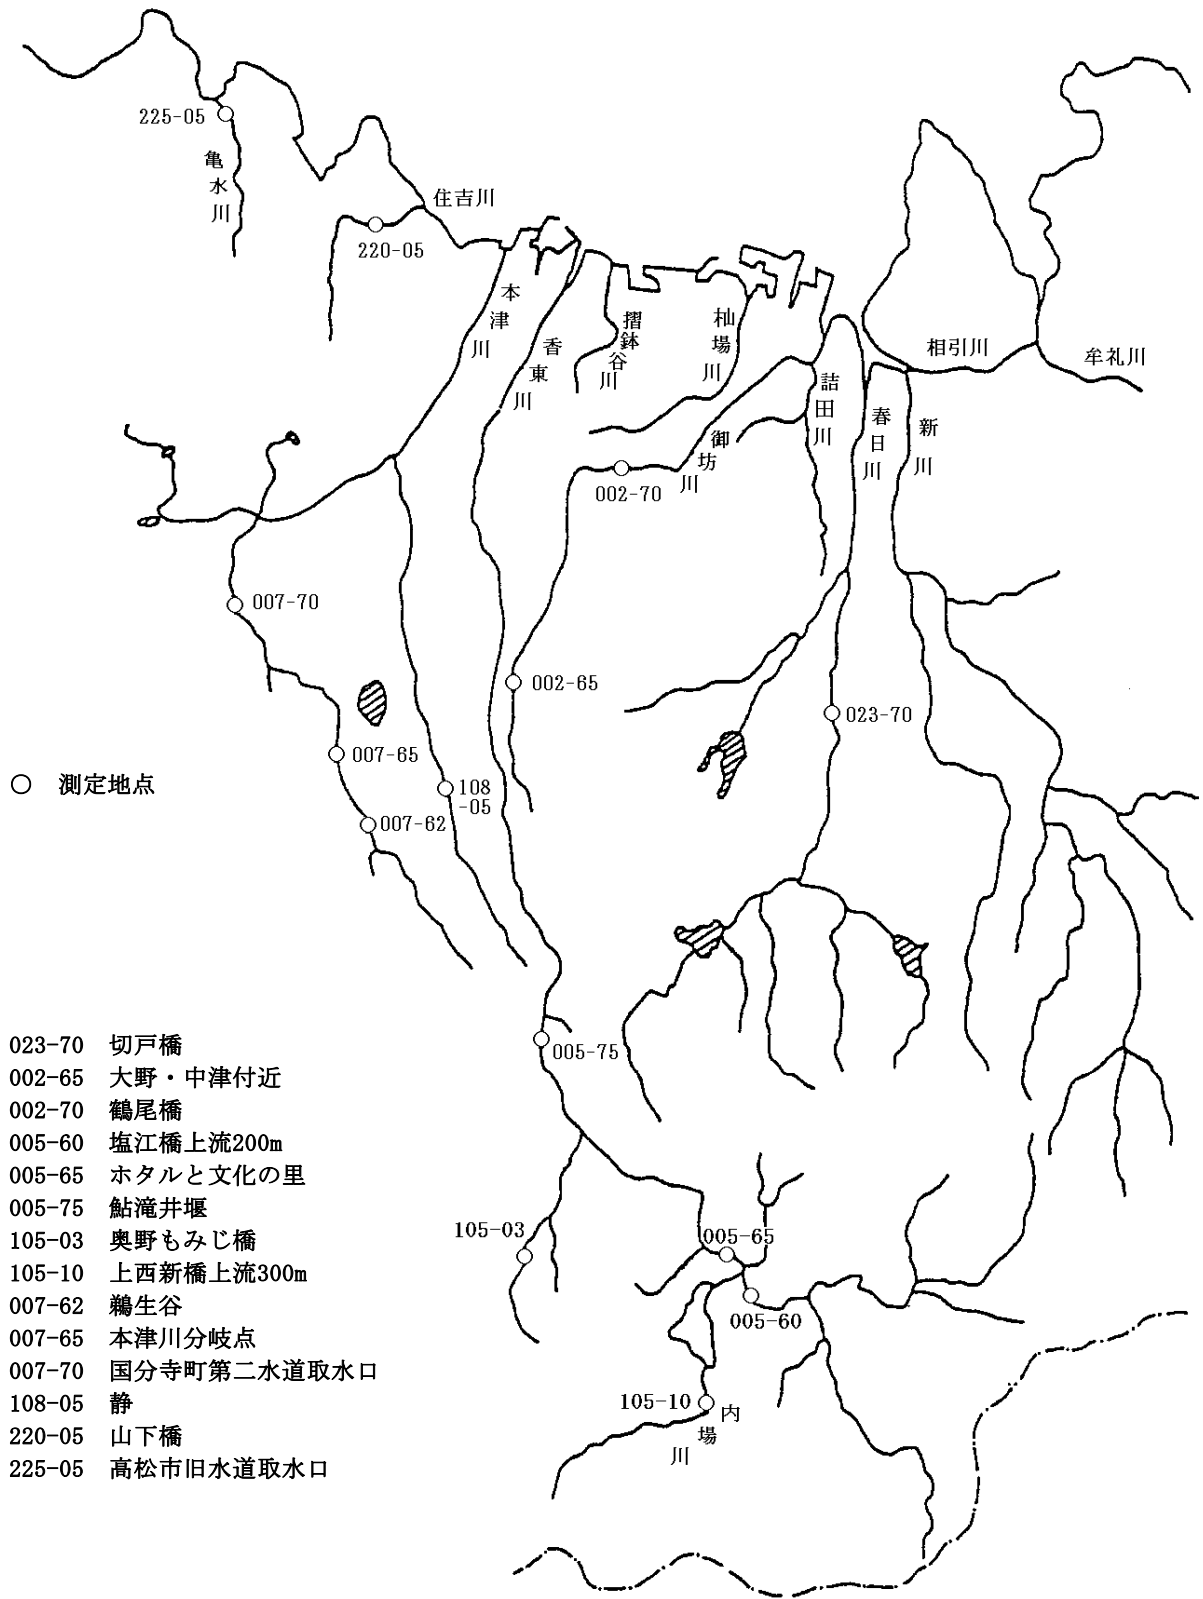 225-05
亀水川
住吉川
220-05
本津川
香東川
摺鉢谷川
杣場川
御坊川
詰田川
春日川
新川
相引川
牟礼川
002-70
007-70
002-65
023-70
007-65
108
-05
007-62
○ 測定地点
005-75
105-03
005-65
005-60
105-10
内場川
023-70 切戸橋
002-65 大野・中津付近
002-70 鶴尾橋
005-60 塩江橋上流200m
005-65 ホタルと文化の里
005-75 鮎滝井堰
105-03 奥野もみじ橋
105-10 上西新橋上流300m
007-62 鵜生谷
007-65 本津川分岐点
007-70 国分寺町第二水道取水口
108-05 静
220-05 山下橋
225-05 高松市旧水道取水口